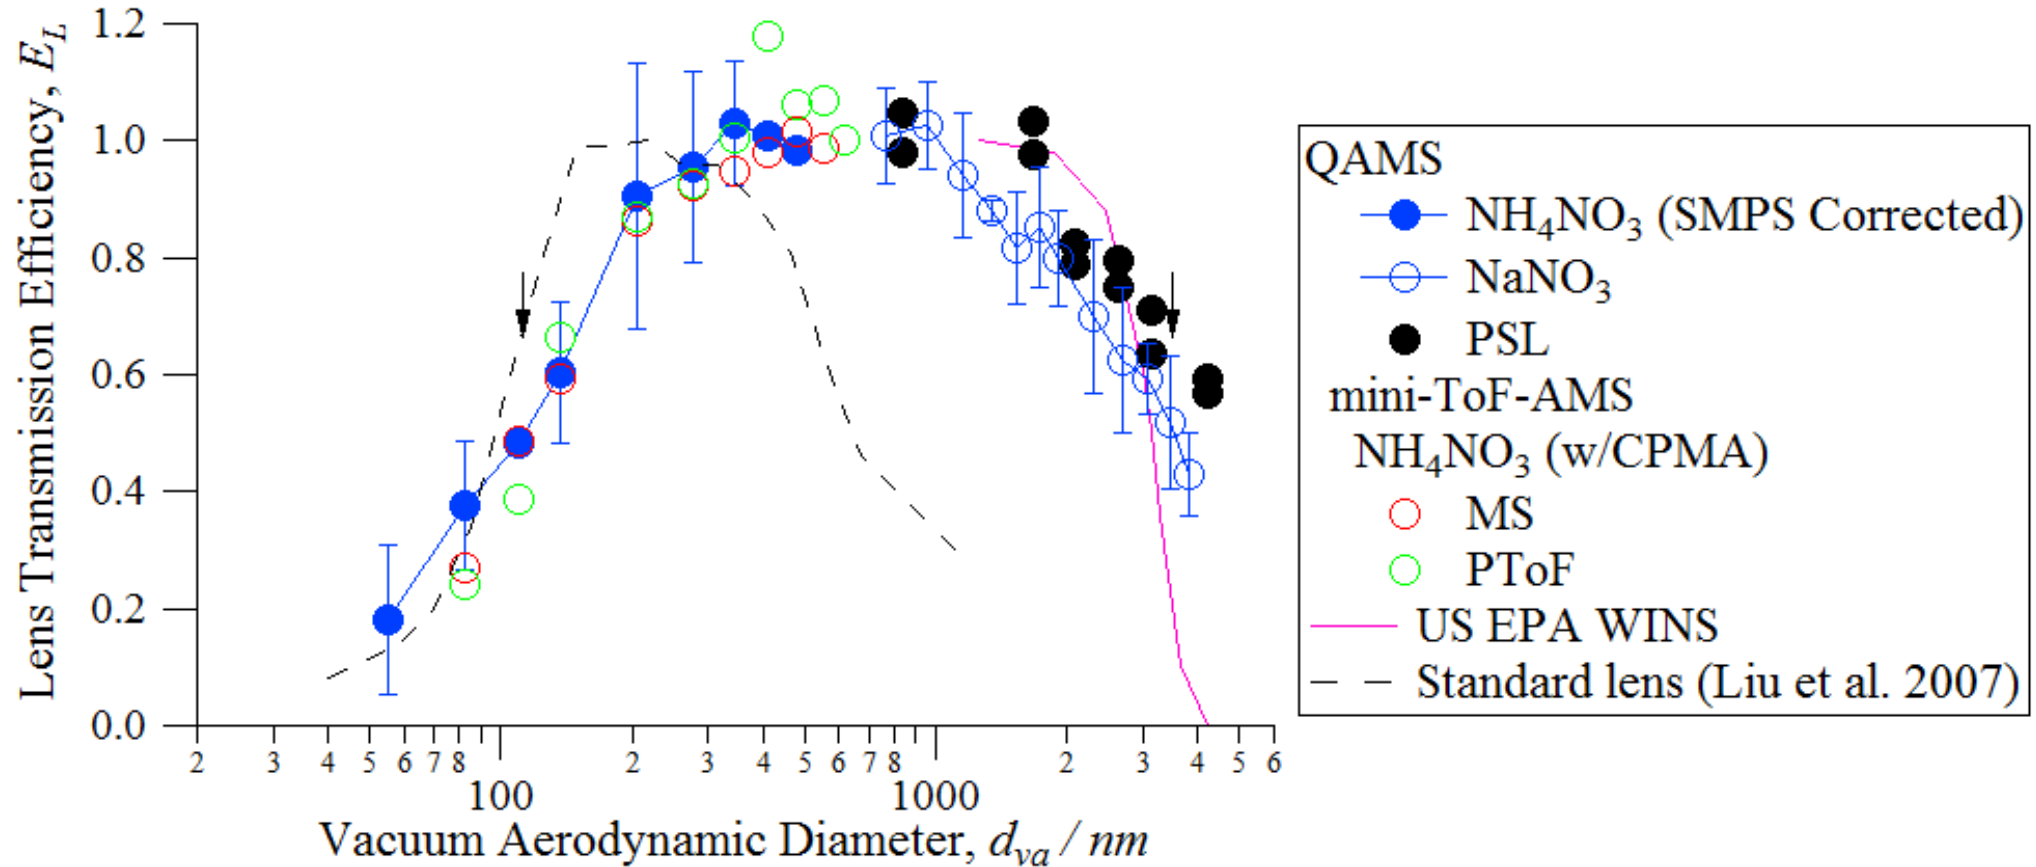 Lens Transmission Efficiency, E_L
1.2
1.0
0.8
0.6
0.4
0.2
0.0
2 3 4 5 6 7 8 2 3 4 5 6 7 8 2 3 4 5 6
100 1000
Vacuum Aerodynamic Diameter, d_va / nm
QAMS
NH₄NO₃ (SMPS Corrected)
NaNO₃
PSL
mini-ToF-AMS
NH₄NO₃ (w/CPMA)
MS
PToF
US EPA WINS
Standard lens (Liu et al. 2007)